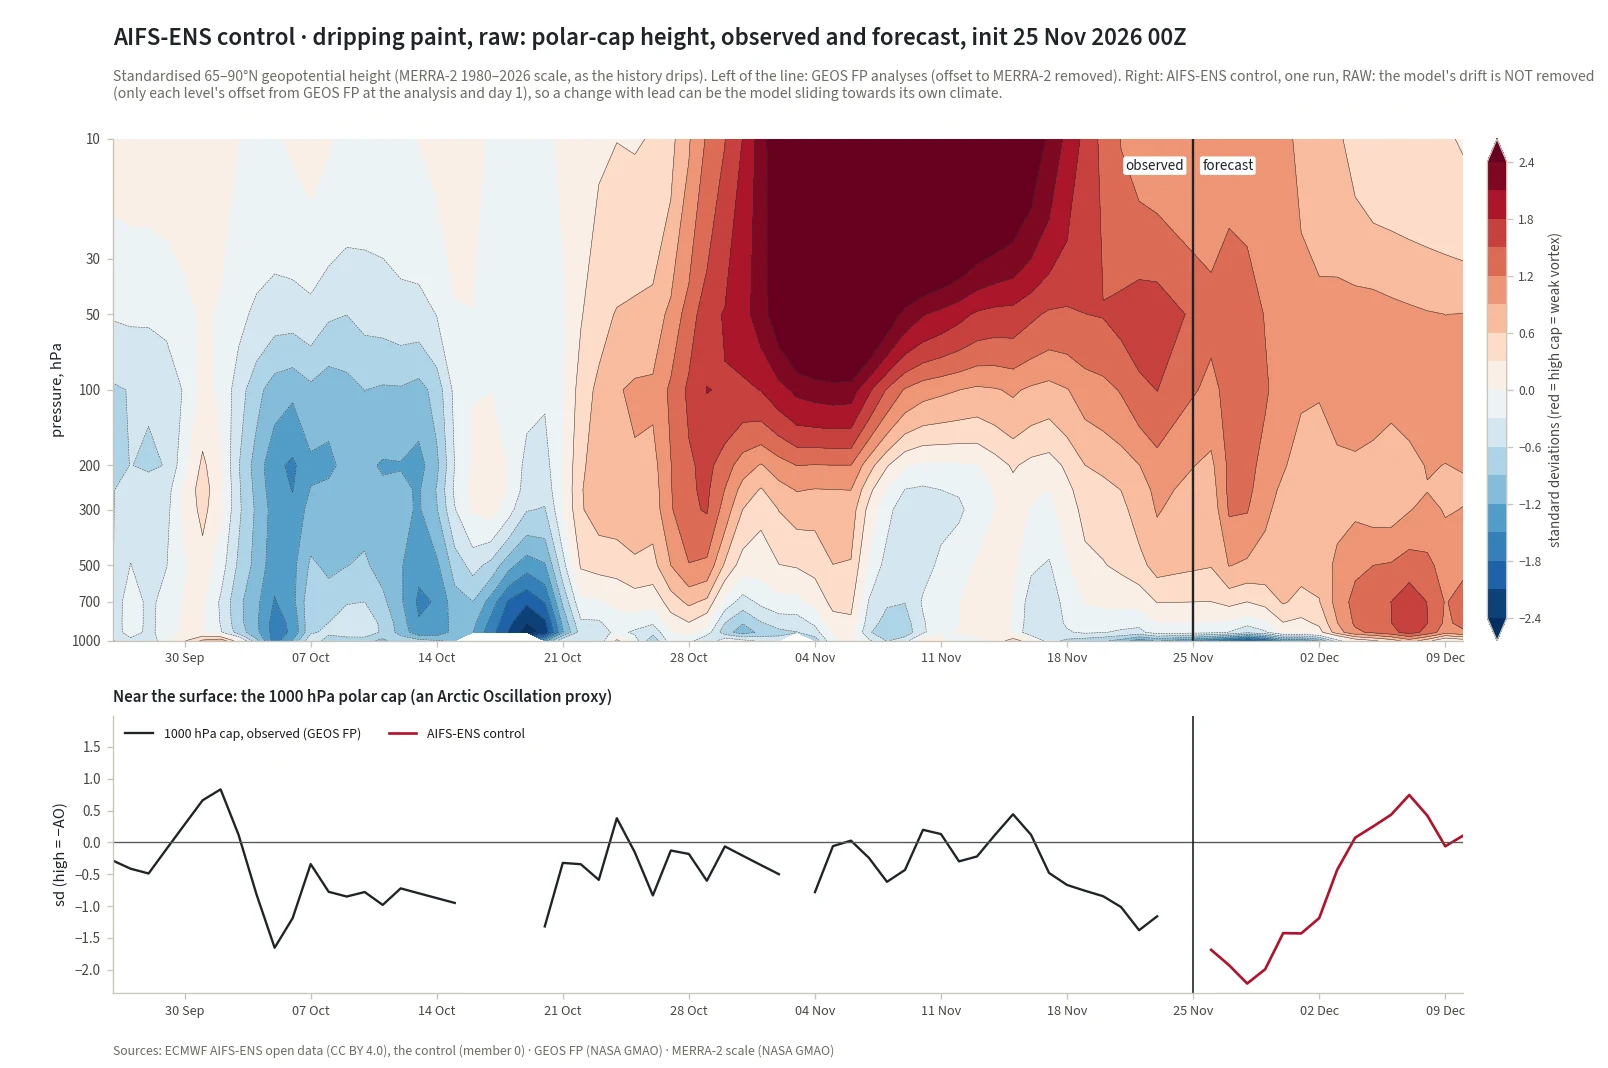 AIFS-ENS control · dripping paint, raw: polar-cap height, observed and forecast, init 25 Nov 2026 00Z
Standardised 65–90°N geopotential height (MERRA-2 1980–2026 scale, as the history drips). Left of the line: GEOS FP analyses (offset to MERRA-2 removed). Right: AIFS-ENS control, one run, RAW: the model's drift is NOT removed
(only each level's offset from GEOS FP at the analysis and day 1), so a change with lead can be the model sliding towards its own climate.
pressure, hPa
10
30
50
100
200
300
500
700
1000
observed
forecast
30 Sep
07 Oct
14 Oct
21 Oct
28 Oct
04 Nov
11 Nov
18 Nov
25 Nov
02 Dec
09 Dec
2.4
1.8
1.2
0.6
0.0
−0.6
−1.2
−1.8
−2.4
standard deviations (red = high cap = weak vortex)
Near the surface: the 1000 hPa polar cap (an Arctic Oscillation proxy)
1000 hPa cap, observed (GEOS FP)
AIFS-ENS control
sd (high = −AO)
1.5
1.0
0.5
0.0
−0.5
−1.0
−1.5
−2.0
30 Sep
07 Oct
14 Oct
21 Oct
28 Oct
04 Nov
11 Nov
18 Nov
25 Nov
02 Dec
09 Dec
Sources: ECMWF AIFS-ENS open data (CC BY 4.0), the control (member 0) · GEOS FP (NASA GMAO) · MERRA-2 scale (NASA GMAO)